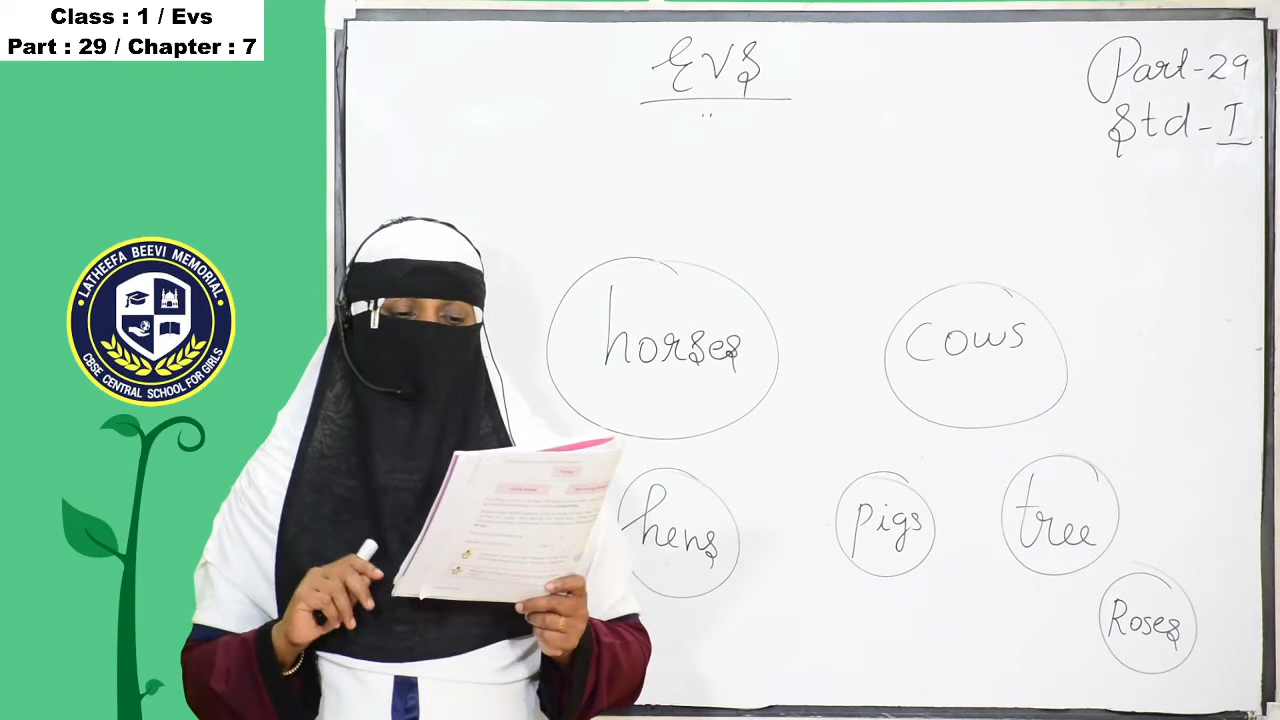 Class : 1 / Evs
Part : 29 / Chapter : 7
EVS
Part-29
Std-I
LATHEEFA BEEVI MEMORIAL
CBSE CENTRAL SCHOOL FOR GIRLS
horses
cows
hens
pigs
tree
Roses